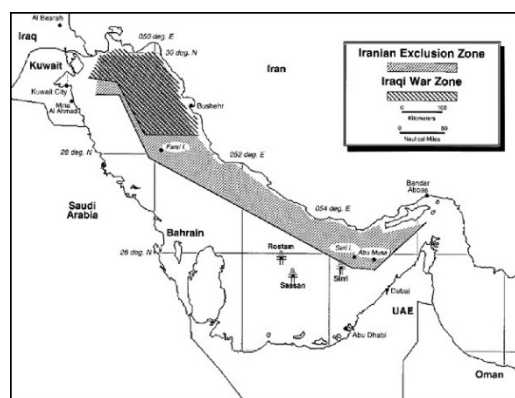 Al Basrah
Iraq
050 deg. E
30 deg. N
Kuwait
Kuwait City
Mina
Al Ahmadi
Iran
Bushehr
Iranian Exclusion Zone
Iraqi War Zone
0 100
Kilometers
0 50
Nautical Miles
Farsi I.
28 deg. N
052 deg. E
054 deg. E
Bandar
Abbas
Saudi
Arabia
Bahrain
26 deg. N
Rostam
Sassan
Sirri I.
Abu Musa
Sirri
Dubai
UAE
Abu Dhabi
Oman